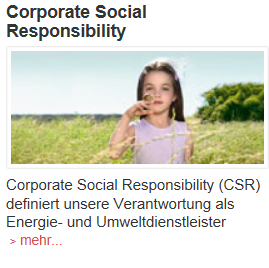 Corporate Social
Responsibility
Corporate Social Responsibility (CSR)
definiert unsere Verantwortung als
Energie- und Umweltdienstleister
> mehr...